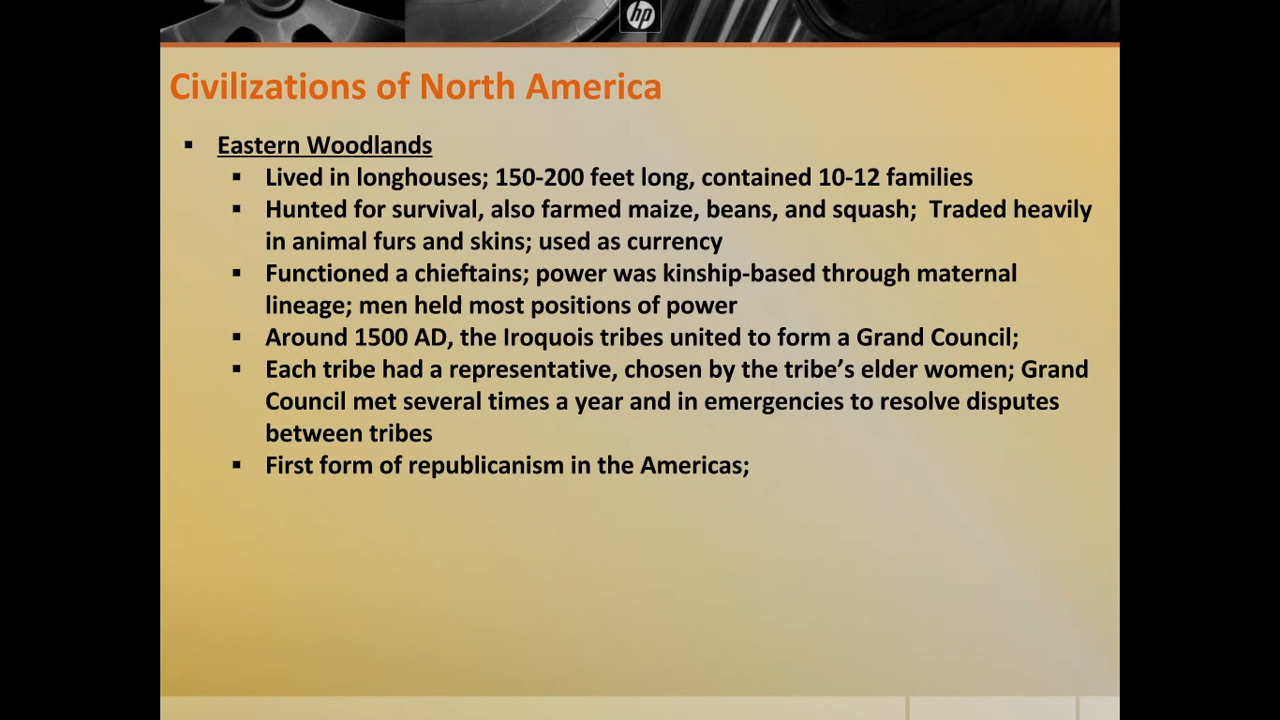 hp
Civilizations of North America
▪ Eastern Woodlands
▪ Lived in longhouses; 150-200 feet long, contained 10-12 families
▪ Hunted for survival, also farmed maize, beans, and squash;  Traded heavily
in animal furs and skins; used as currency
▪ Functioned a chieftains; power was kinship-based through maternal
lineage; men held most positions of power
▪ Around 1500 AD, the Iroquois tribes united to form a Grand Council;
▪ Each tribe had a representative, chosen by the tribe’s elder women; Grand
Council met several times a year and in emergencies to resolve disputes
between tribes
▪ First form of republicanism in the Americas;